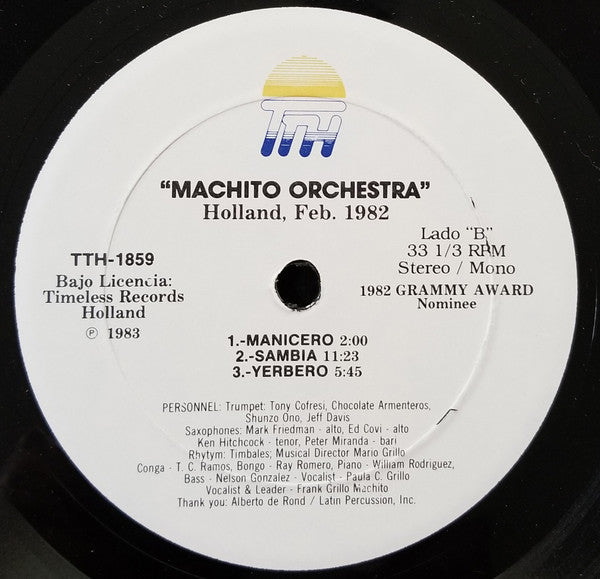 TTH
"MACHITO ORCHESTRA"
Holland, Feb. 1982
TTH-1859
Bajo Licencia:
Timeless Records
Holland
℗ 1983
Lado "B"
33 1/3 RPM
Stereo / Mono
1982 GRAMMY AWARD
Nominee
1.-MANICERO 2:00
2.-SAMBIA 11:23
3.-YERBERO 5:45
PERSONNEL: Trumpet: Tony Cofresi, Chocolate Armenteros,
Shunzo Ono, Jeff Davis
Saxophones: Mark Friedman - alto, Ed Covi - alto
Ken Hitchcock - tenor, Peter Miranda - bari
Rhytym: Timbales; Musical Director Mario Grillo
Conga - T. C. Ramos, Bongo - Ray Romero, Piano - William Rodriguez,
Bass - Nelson Gonzalez - Vocalist - Paula C. Grillo
Vocalist & Leader - Frank Grillo Machito
Thank you: Alberto de Rond / Latin Percussion, Inc.